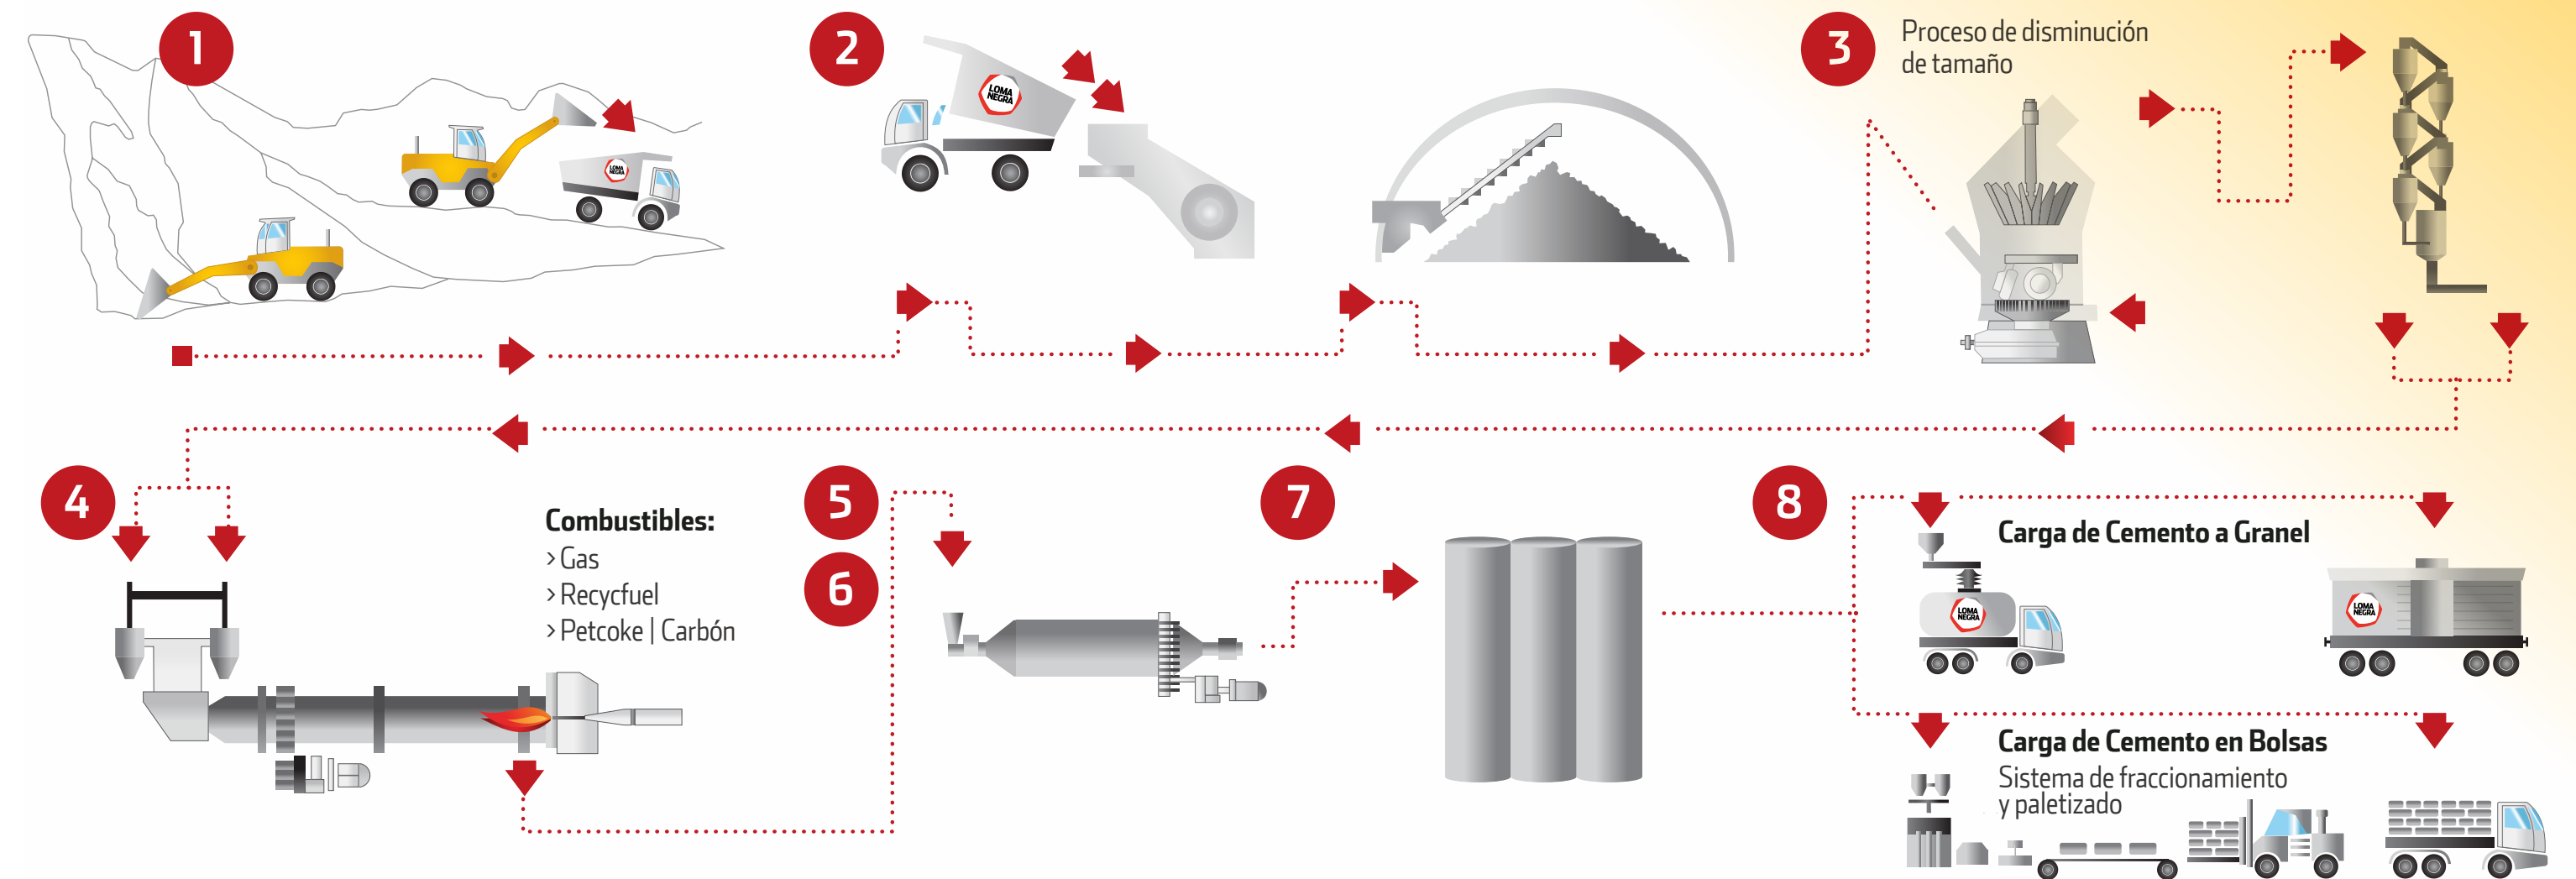 1
LOMA
NEGRA
2
LOMA
NEGRA
3
Proceso de disminución
de tamaño
4
Combustibles:
> Gas
> Recycfuel
> Petcoke | Carbón
5
6
7
8
Carga de Cemento a Granel
LOMA
NEGRA
LOMA
NEGRA
Carga de Cemento en Bolsas
Sistema de fraccionamiento
y paletizado